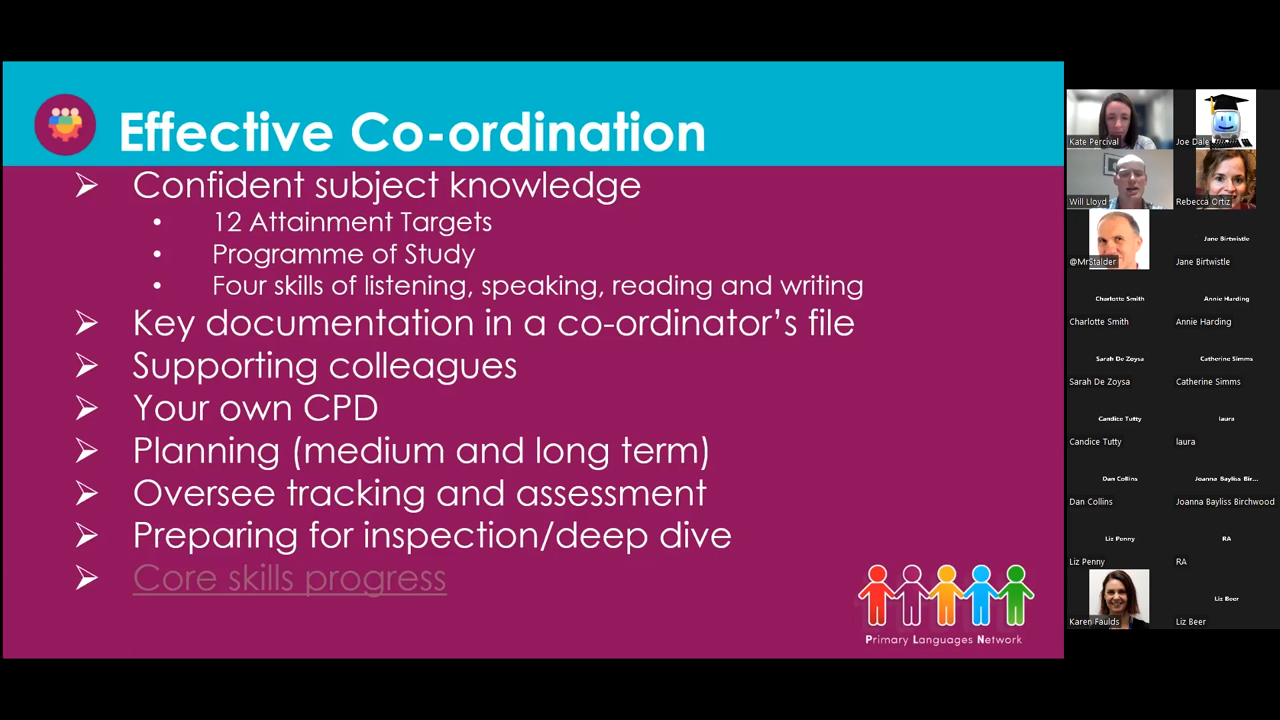 Effective Co-ordination
Confident subject knowledge
12 Attainment Targets
Programme of Study
Four skills of listening, speaking, reading and writing
Key documentation in a co-ordinator's file
Supporting colleagues
Your own CPD
Planning (medium and long term)
Oversee tracking and assessment
Preparing for inspection/deep dive
Core skills progress
Primary Languages Network
Kate Percival
Joe Dale
Will Lloyd
Rebecca Ortiz
@MrStalder
Jane Birtwistle
Jane Birtwistle
Charlotte Smith
Annie Harding
Charlotte Smith
Annie Harding
Sarah De Zoysa
Catherine Simms
Sarah De Zoysa
Catherine Simms
Candice Tutty
laura
Candice Tutty
laura
Dan Collins
Joanna Bayliss Bir...
Dan Collins
Joanna Bayliss Birchwood
Liz Penny
RA
Liz Penny
RA
Liz Beer
Karen Faulds
Liz Beer